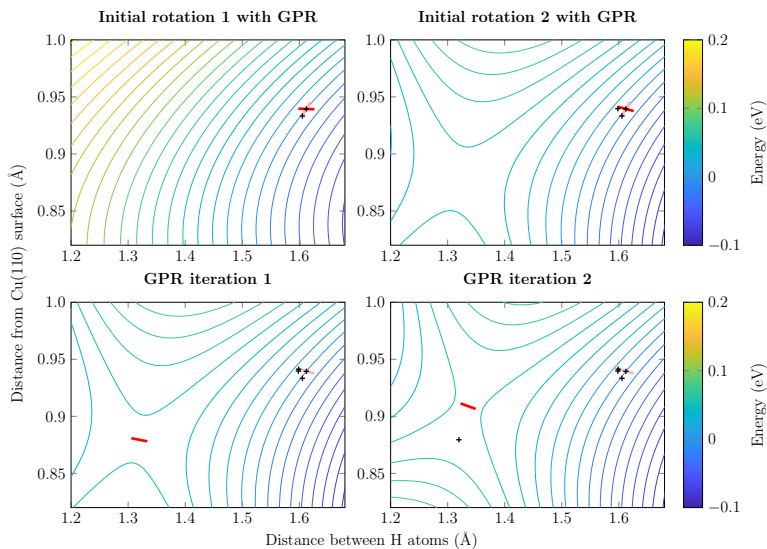 Initial rotation 1 with GPR
Initial rotation 2 with GPR
1.0
0.95
0.9
0.85
1.2 1.3 1.4 1.5 1.6
1.0
0.95
0.9
0.85
1.2 1.3 1.4 1.5 1.6
0.2
0.1
0
−0.1
Energy (eV)
Distance from Cu(110) surface (Å)
GPR iteration 1
GPR iteration 2
1.0
0.95
0.9
0.85
1.2 1.3 1.4 1.5 1.6
1.0
0.95
0.9
0.85
1.2 1.3 1.4 1.5 1.6
0.2
0.1
0
−0.1
Energy (eV)
Distance between H atoms (Å)